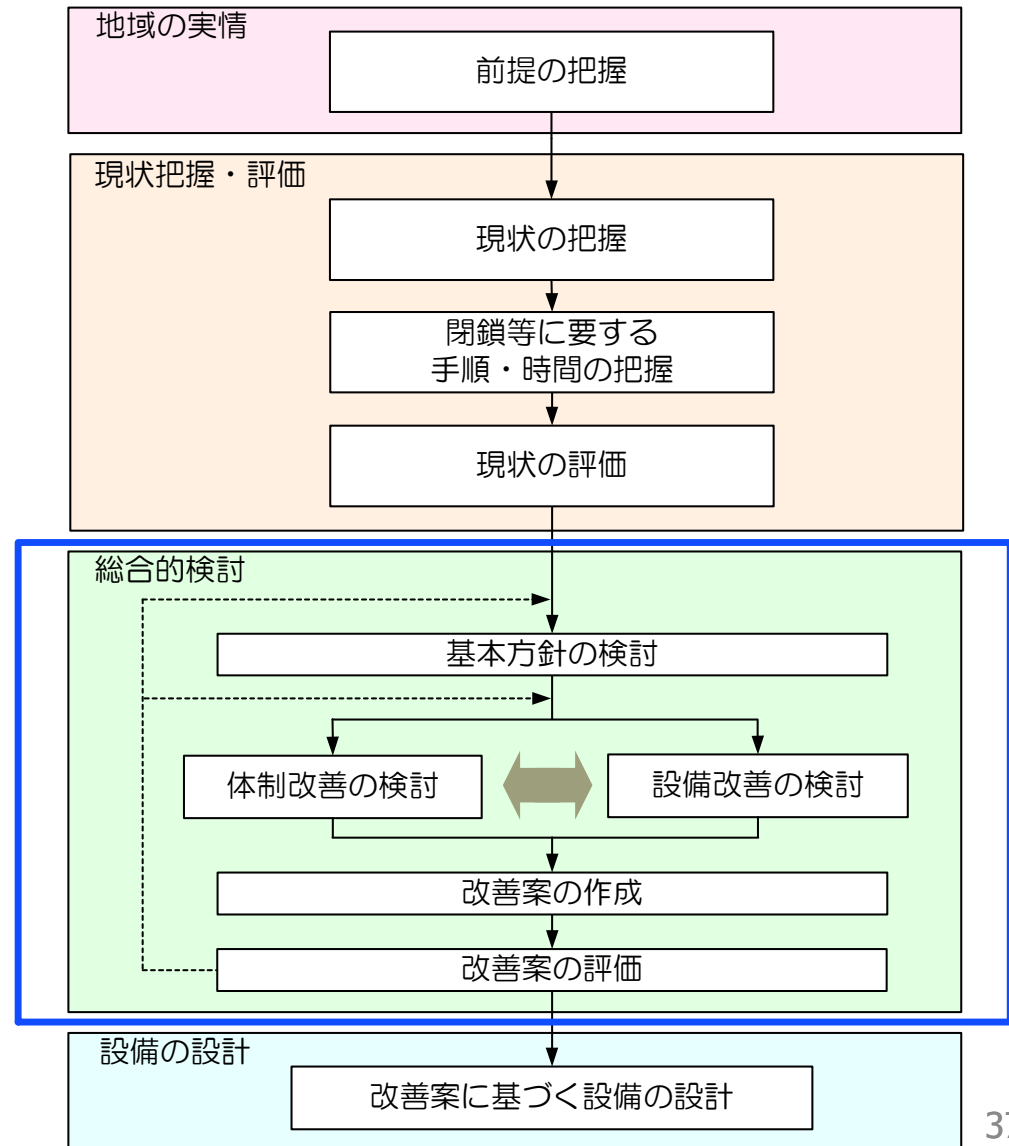 地域の実情
前提の把握
現状把握・評価
現状の把握
閉鎖等に要する
手順・時間の把握
現状の評価
総合的検討
基本方針の検討
体制改善の検討
設備改善の検討
改善案の作成
改善案の評価
設備の設計
改善案に基づく設備の設計
37